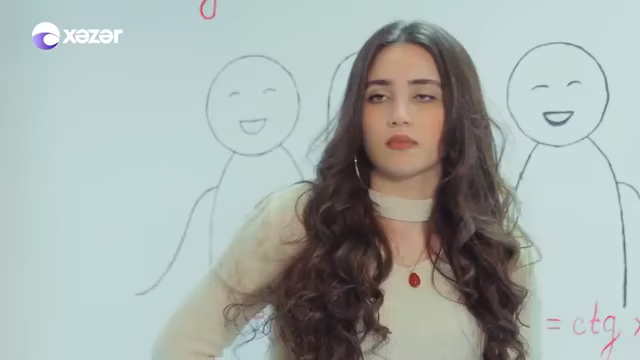 xəzər
= ctg x